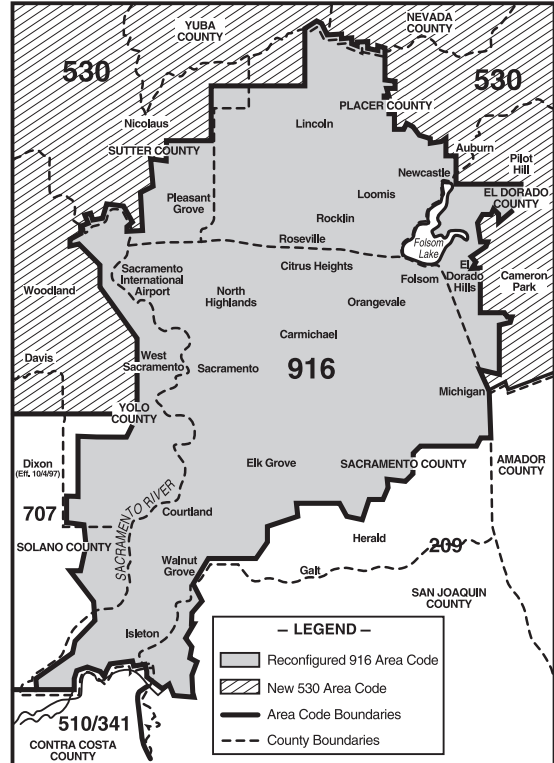 YUBA
COUNTY
NEVADA
COUNTY
530
530
PLACER COUNTY
Nicolaus
Lincoln
SUTTER COUNTY
Auburn
Pilot
Hill
Newcastle
EL DORADO
COUNTY
Pleasant
Grove
Loomis
Rocklin
Roseville
Folsom
Lake
Sacramento
International
Airport
Citrus Heights
Folsom
El
Dorado
Hills
Cameron
Park
Woodland
North
Highlands
Orangevale
Carmichael
Davis
West
Sacramento
Sacramento
916
Michigan
YOLO
COUNTY
Dixon
(Eff. 10/4/97)
Elk Grove
SACRAMENTO COUNTY
AMADOR
COUNTY
707
SACRAMENTO RIVER
Courtland
SOLANO COUNTY
Herald
209
Walnut
Grove
Galt
SAN JOAQUIN
COUNTY
Isleton
510/341
CONTRA COSTA
COUNTY
– LEGEND –
Reconfigured 916 Area Code
New 530 Area Code
Area Code Boundaries
County Boundaries